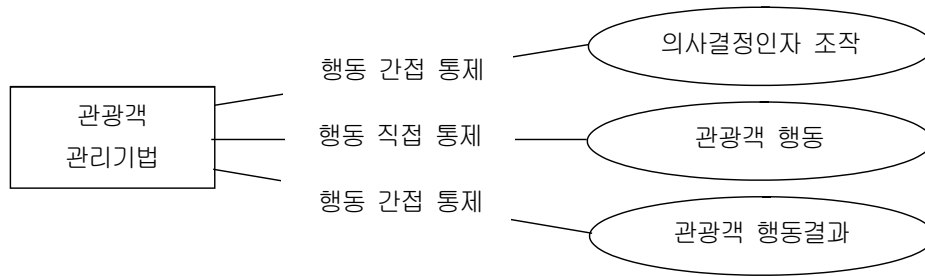 관광객
관리기법
행동 간접 통제
행동 직접 통제
행동 간접 통제
의사결정인자 조작
관광객 행동
관광객 행동결과